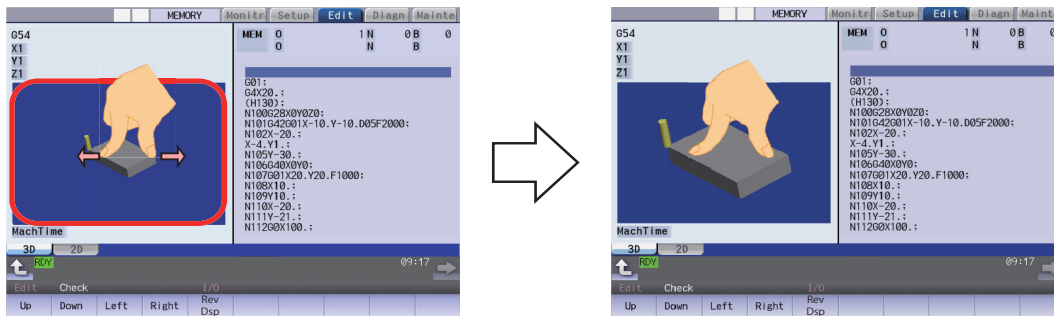 MEMORY Monitr Setup Edit Diagn Mainte
G54
X1
Y1
Z1
MEM O 1 N 0 B 0
O N B
G01;
G4X20.;
(H130);
N100G28X0Y0Z0;
N101G42G01X-10.Y-10.D05F2000;
N102X-20.;
X-4.Y1.;
N105Y-30.;
N106G40X0Y0;
N107G01X20.Y20.F1000;
N108X10.;
N109Y10.;
N110X-20.;
N111Y-21.;
N112G0X100.;
MachTime
3D 2D
RDY 09:17
Edit Check I/O
Up Down Left Right Rev
Dsp
MEMORY Monitr Setup Edit Diagn Maint
G54
X1
Y1
Z1
MEM O 1 N 0 B 0
O N B
G01;
G4X20.;
(H130);
N100G28X0Y0Z0;
N101G42G01X-10.Y-10.D05F2000;
N102X-20.;
X-4.Y1.;
N105Y-30.;
N106G40X0Y0;
N107G01X20.Y20.F1000;
N108X10.;
N109Y10.;
N110X-20.;
N111Y-21.;
N112G0X100.;
MachTime
3D 2D
RDY 09:17
Edit Check I/O
Up Down Left Right Rev
Dsp